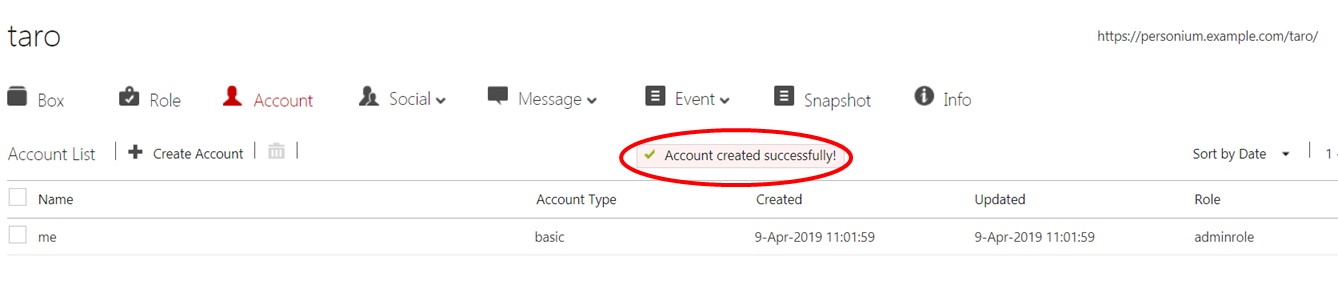 taro
https://personium.example.com/taro/
Box Role Account Social Message Event Snapshot Info
Account List Create Account Account created successfully! Sort by Date 1
Name Account Type Created Updated Role
me basic 9-Apr-2019 11:01:59 9-Apr-2019 11:01:59 adminrole